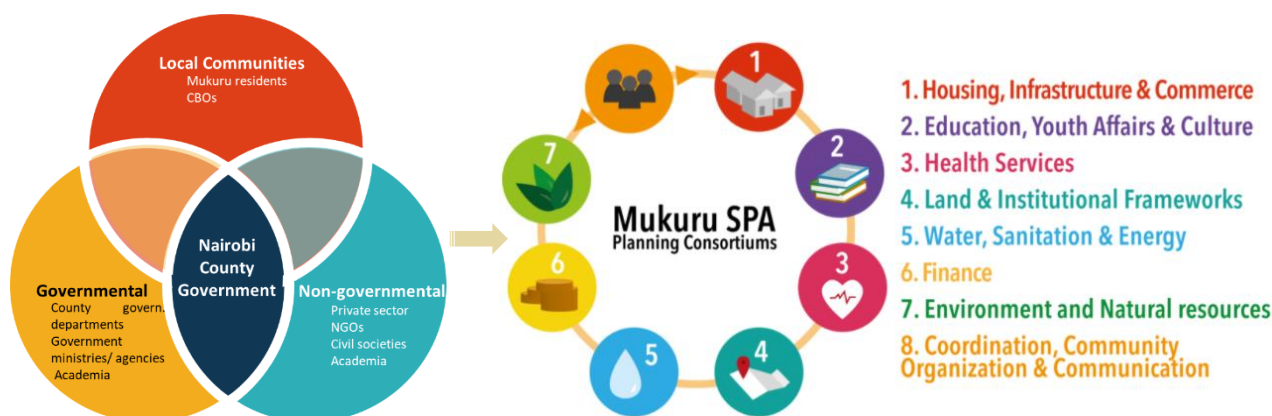 Local Communities
Mukuru residents
CBOs
Nairobi
County
Government
Governmental
County govern.
departments
Government
ministries/ agencies
Academia
Non-governmental
Private sector
NGOs
Civil societies
Academia
1
2
3
4
5
6
7
Mukuru SPA
Planning Consortiums
1. Housing, Infrastructure & Commerce
2. Education, Youth Affairs & Culture
3. Health Services
4. Land & Institutional Frameworks
5. Water, Sanitation & Energy
6. Finance
7. Environment and Natural resources
8. Coordination, Community
Organization & Communication